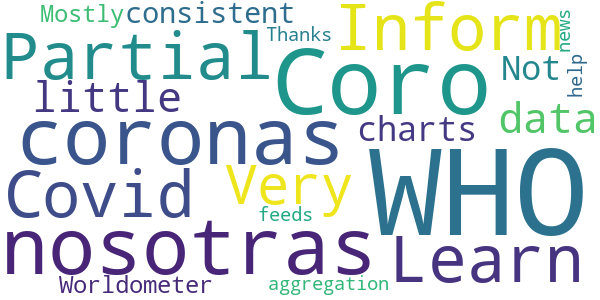 Mostly consistent Inform news
Partial Thanks Coro Not help
little charts data
coronas
Covid Very WHO
nosotras feeds Learn
Worldometer aggregation